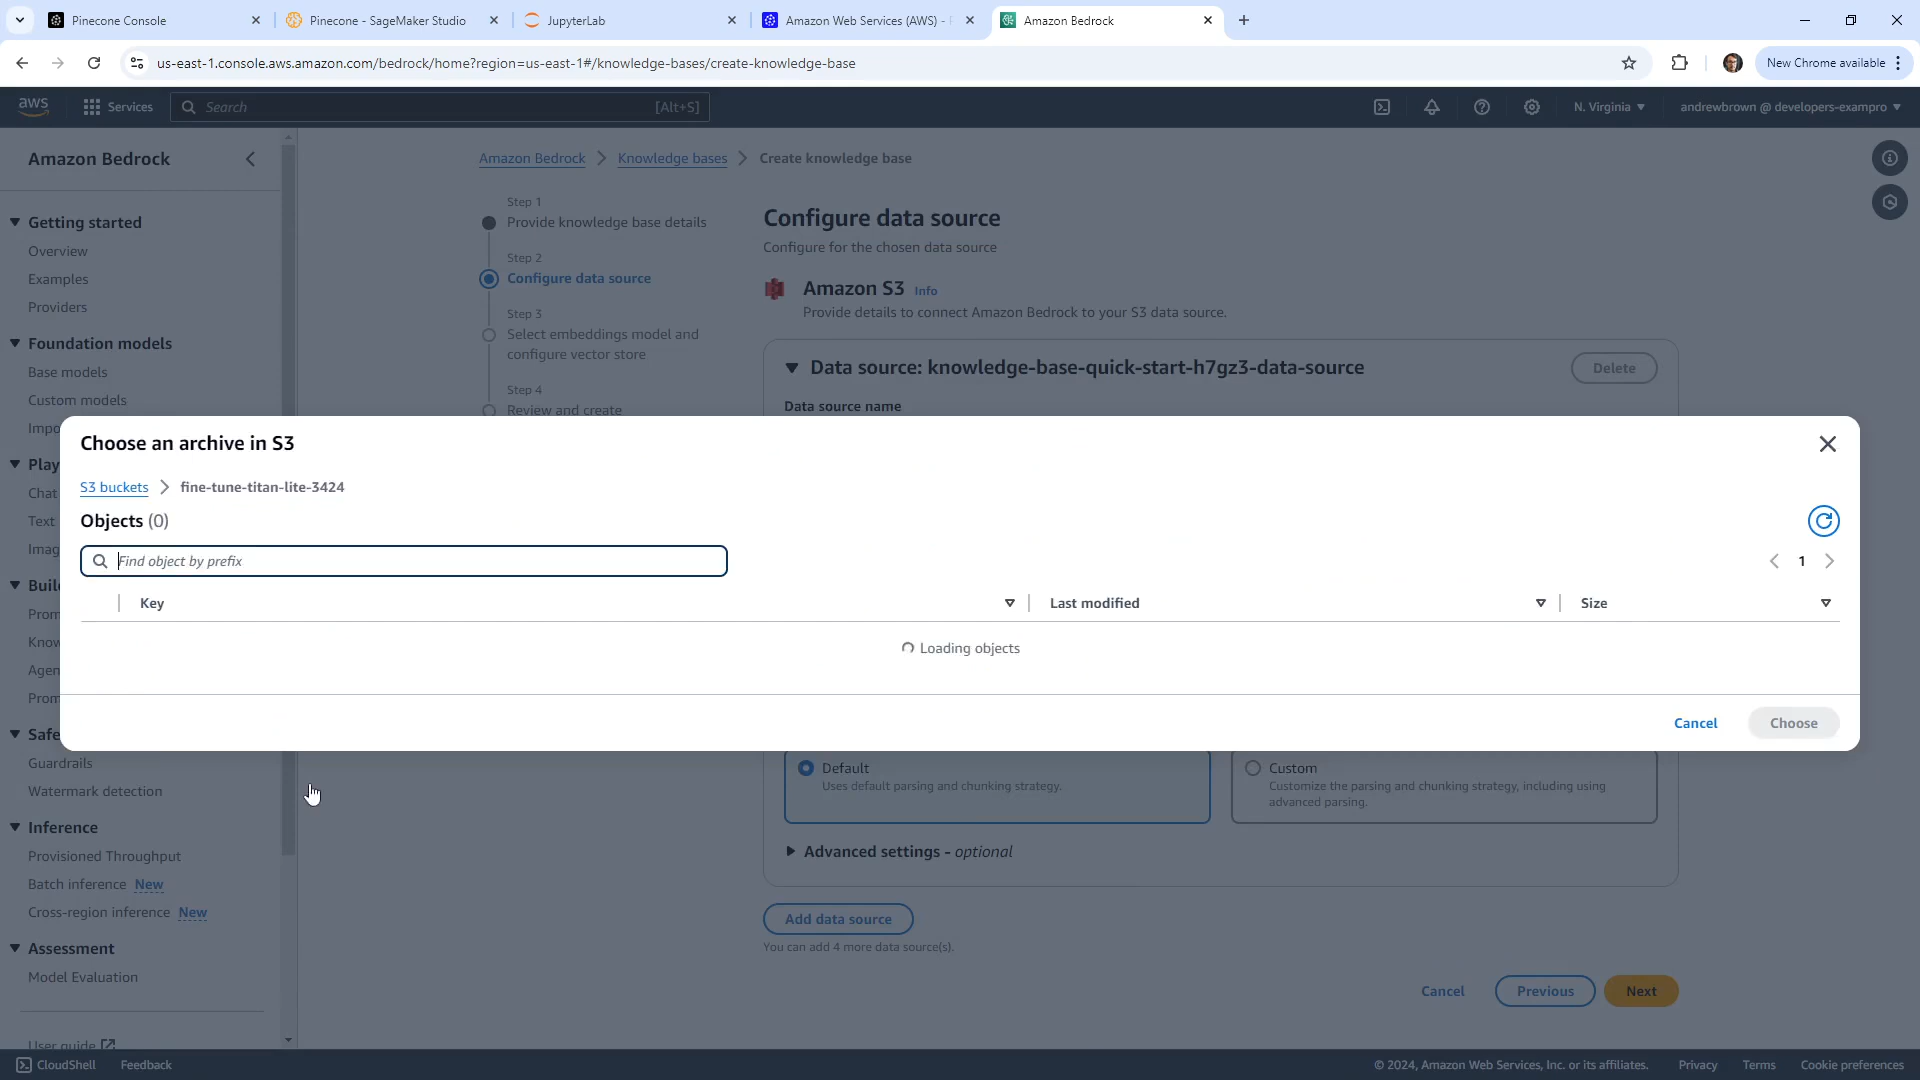 Pinecone Console
Pinecone - SageMaker Studio
JupyterLab
Amazon Web Services (AWS) -
Amazon Bedrock
us-east-1.console.aws.amazon.com/bedrock/home?region=us-east-1#/knowledge-bases/create-knowledge-base
New Chrome available
aws
Services
Search
[Alt+S]
N. Virginia
andrewbrown @ developers-exampro
Amazon Bedrock
Getting started
Overview
Examples
Providers
Foundation models
Base models
Custom models
Amazon Bedrock
Knowledge bases
Create knowledge base
Step 1
Provide knowledge base details
Step 2
Configure data source
Step 3
Select embeddings model and
configure vector store
Step 4
Review and create
Configure data source
Configure for the chosen data source
Amazon S3 Info
Provide details to connect Amazon Bedrock to your S3 data source.
Data source: knowledge-base-quick-start-h7gz3-data-source
Delete
Data source name
Impo
Play
Chat
Text
Imag
Buil
Prom
Know
Agen
Prom
Safe
Choose an archive in S3
S3 buckets
fine-tune-titan-lite-3424
Objects (0)
Find object by prefix
1
Key
Last modified
Size
Loading objects
Cancel
Choose
Guardrails
Watermark detection
Inference
Provisioned Throughput
Batch inference New
Cross-region inference New
Assessment
Model Evaluation
User guide
Default
Uses default parsing and chunking strategy.
Custom
Customize the parsing and chunking strategy, including using
advanced parsing.
Advanced settings - optional
Add data source
You can add 4 more data source(s).
Cancel
Previous
Next
CloudShell
Feedback
© 2024, Amazon Web Services, Inc. or its affiliates.
Privacy
Terms
Cookie preferences